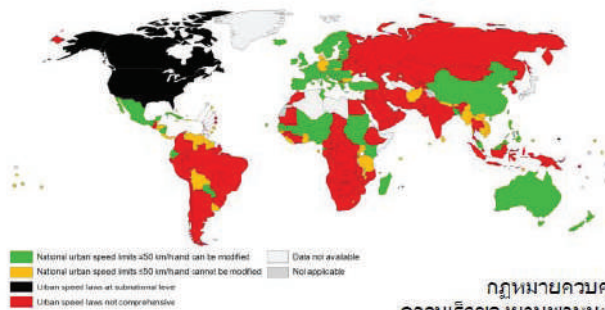 National urban speed limits ≤50 km/h and can be modified
National urban speed limits ≤50 km/h and cannot be modified
Urban speed laws at subnational level
Urban speed laws not comprehensive
Data not available
Not applicable
กฎหมายควบค